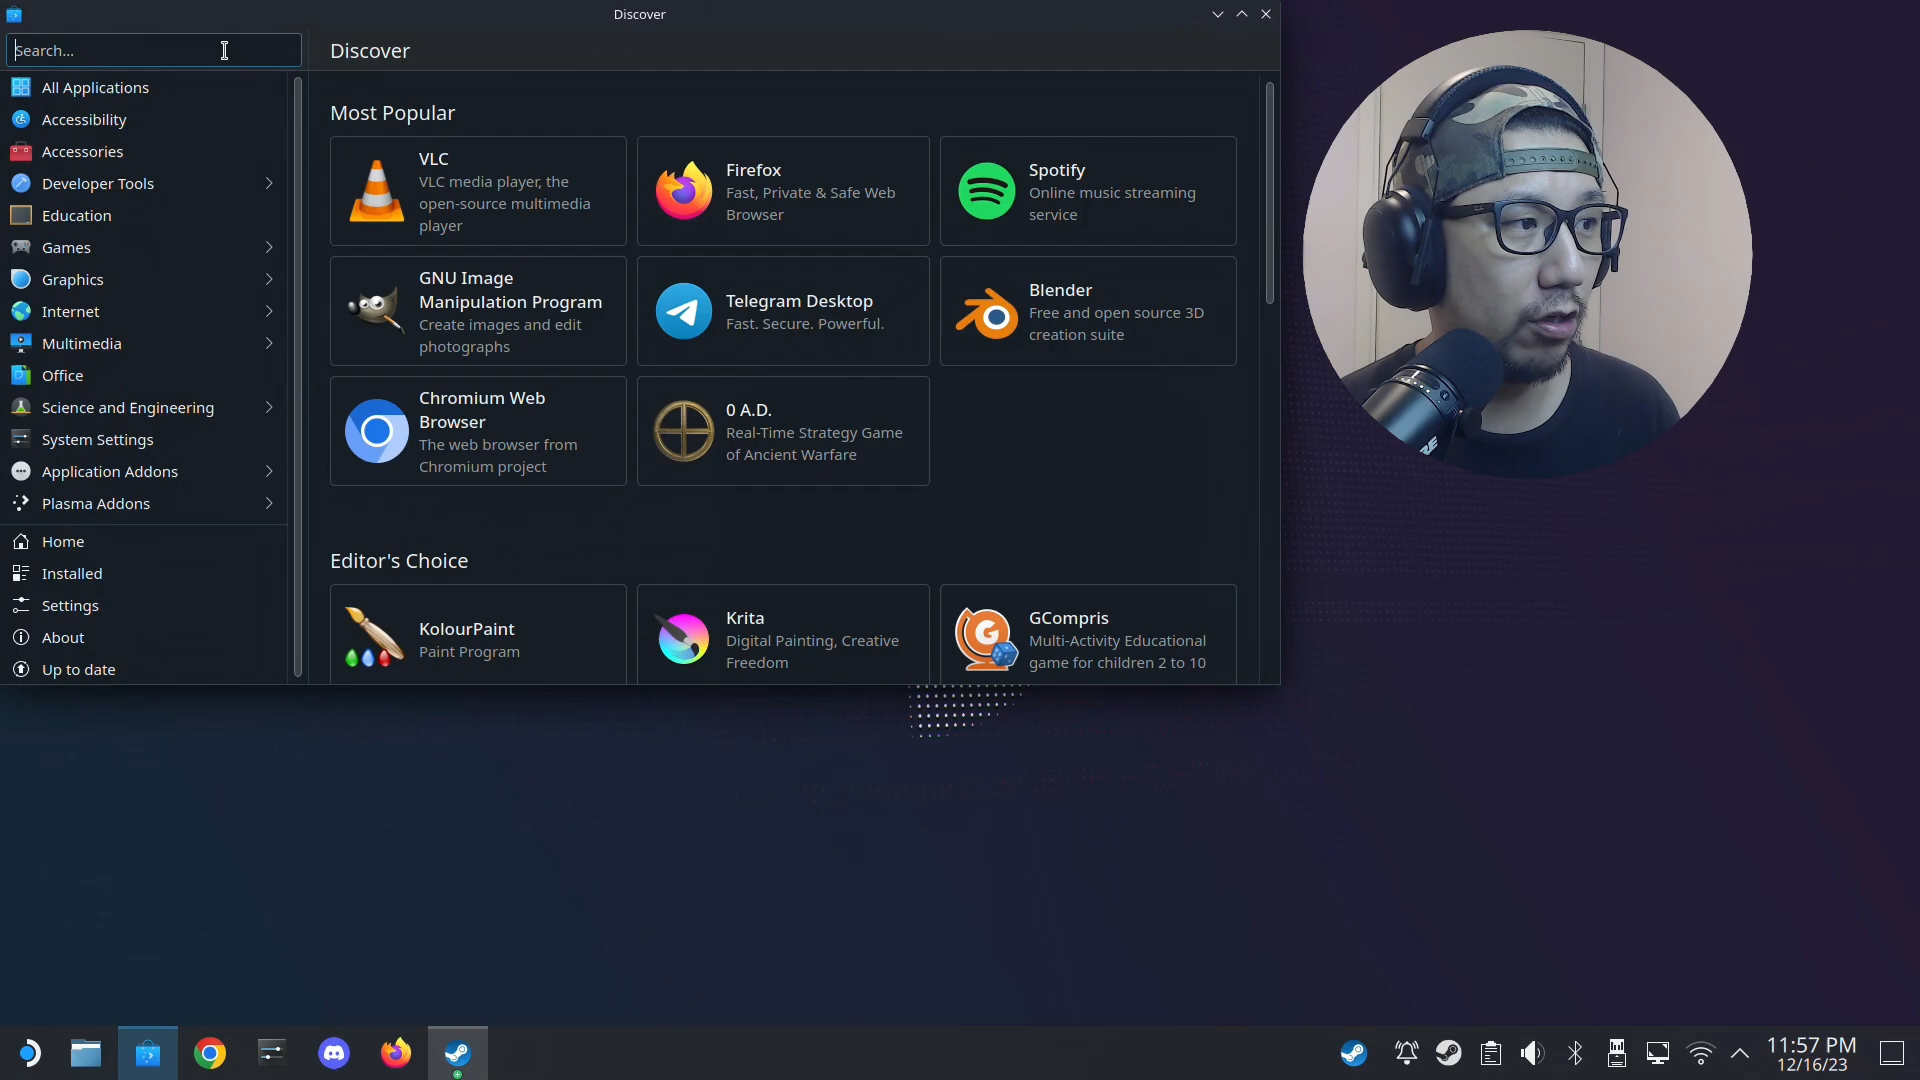 Discover
Search...
Discover
All Applications
Accessibility
Accessories
Developer Tools
Education
Games
Graphics
Internet
Multimedia
Office
Science and Engineering
System Settings
Application Addons
Plasma Addons
Home
Installed
Settings
About
Up to date
Most Popular
VLC
VLC media player, the
open-source multimedia
player
Firefox
Fast, Private & Safe Web
Browser
Spotify
Online music streaming
service
GNU Image
Manipulation Program
Create images and edit
photographs
Telegram Desktop
Fast. Secure. Powerful.
Blender
Free and open source 3D
creation suite
Chromium Web
Browser
The web browser from
Chromium project
0 A.D.
Real-Time Strategy Game
of Ancient Warfare
Editor's Choice
KolourPaint
Paint Program
Krita
Digital Painting, Creative
Freedom
GCompris
Multi-Activity Educational
game for children 2 to 10
11:57 PM
12/16/23